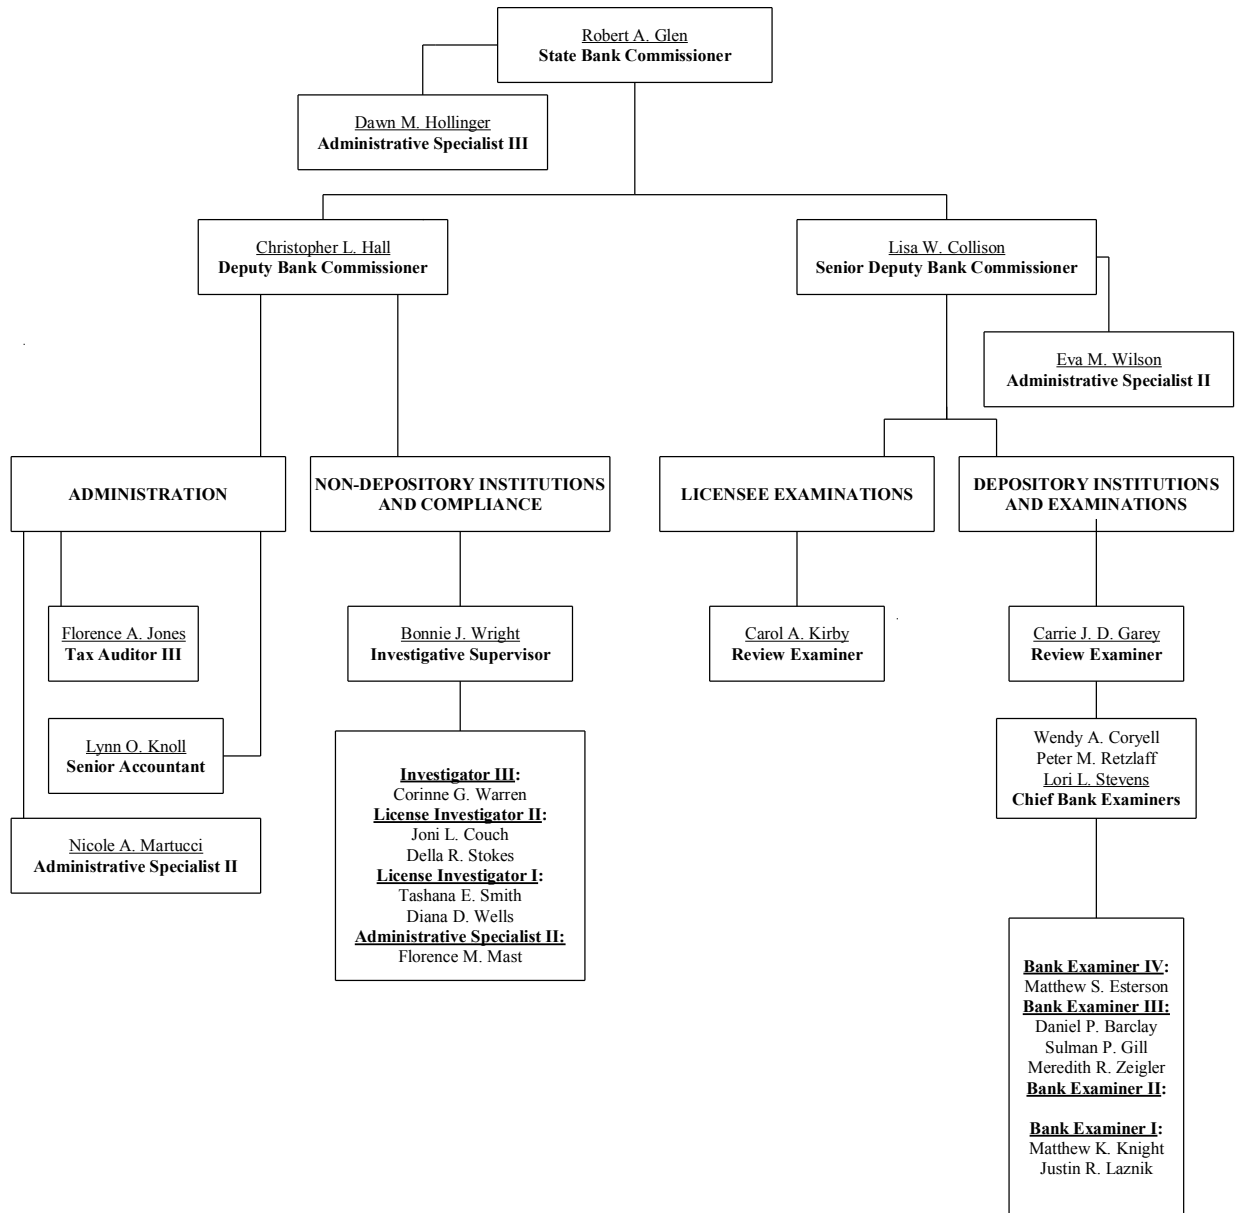 Robert A. Glen
State Bank Commissioner
Dawn M. Hollinger
Administrative Specialist III
Christopher L. Hall
Deputy Bank Commissioner
Lisa W. Collison
Senior Deputy Bank Commissioner
Eva M. Wilson
Administrative Specialist II
ADMINISTRATION
NON-DEPOSITORY INSTITUTIONS
AND COMPLIANCE
LICENSEE EXAMINATIONS
DEPOSITORY INSTITUTIONS
AND EXAMINATIONS
Florence A. Jones
Tax Auditor III
Bonnie J. Wright
Investigative Supervisor
Carol A. Kirby
Review Examiner
Carrie J. D. Garey
Review Examiner
Lynn O. Knoll
Senior Accountant
Nicole A. Martucci
Administrative Specialist II
Investigator III:
Corinne G. Warren
License Investigator II:
Joni L. Couch
Della R. Stokes
License Investigator I:
Tashana E. Smith
Diana D. Wells
Administrative Specialist II:
Florence M. Mast
Wendy A. Coryell
Peter M. Retzlaff
Lori L. Stevens
Chief Bank Examiners
Bank Examiner IV:
Matthew S. Esterson
Bank Examiner III:
Daniel P. Barclay
Sulman P. Gill
Meredith R. Zeigler
Bank Examiner II:
Bank Examiner I:
Matthew K. Knight
Justin R. Laznik